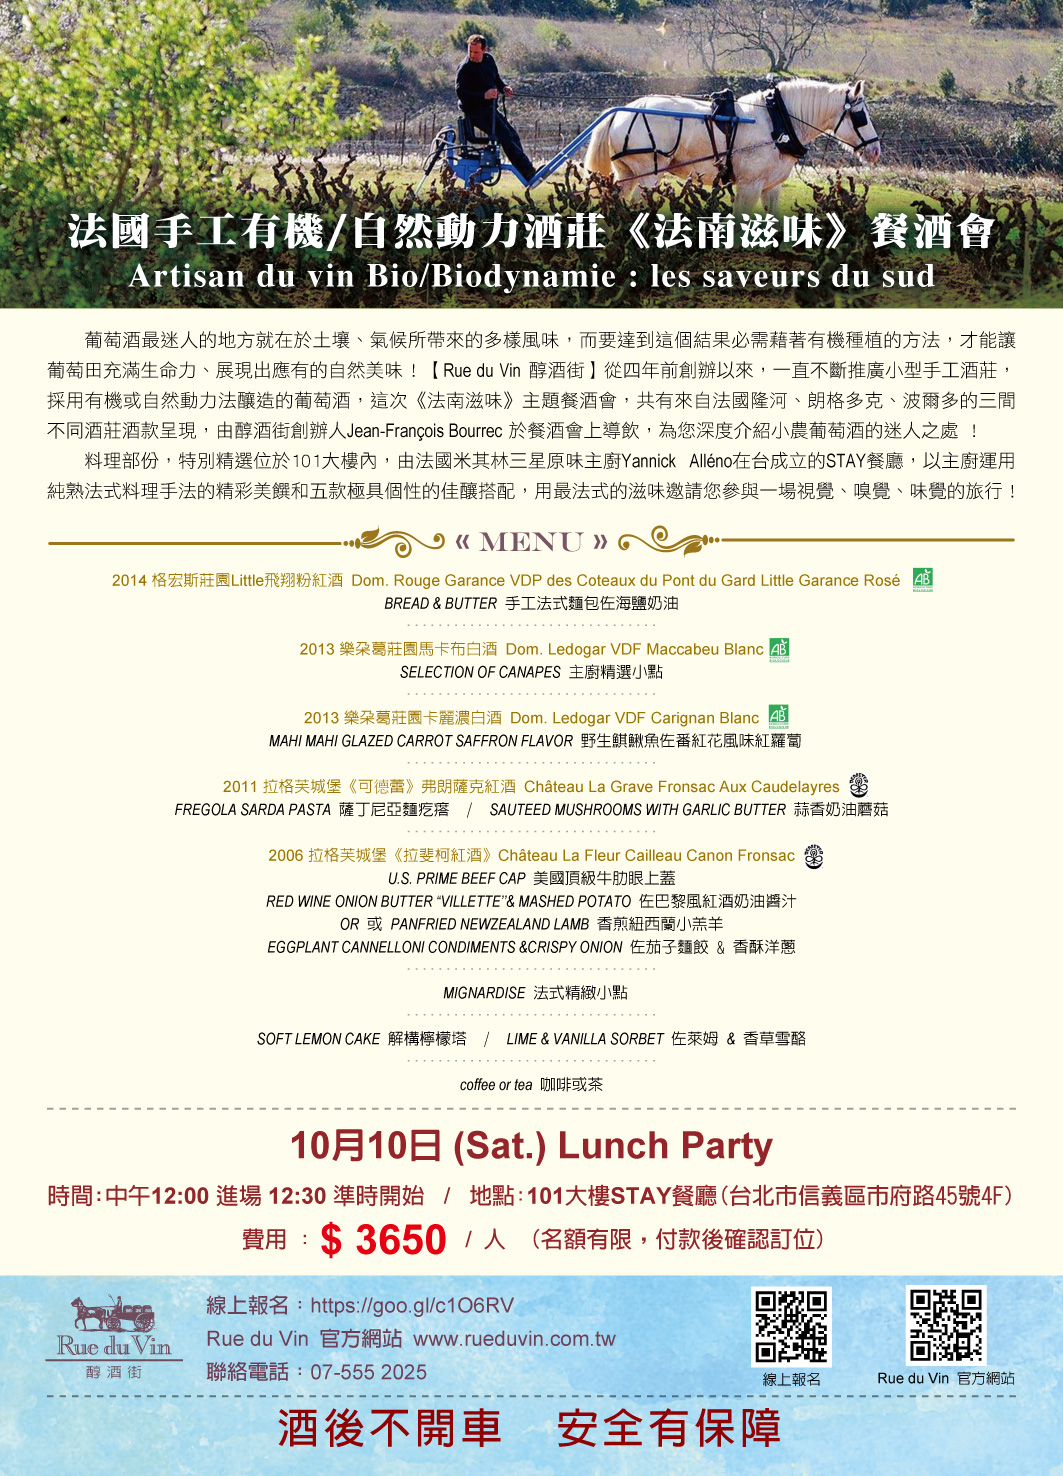 法國手工有機/自然動力酒莊《法南滋味》餐酒會
Artisan du vin Bio/Biodynamie : les saveurs du sud
葡萄酒最迷人的地方就在於土壤、氣候所帶來的多樣風味，而要達到這個結果必需藉著有機種植的方法，才能讓
葡萄田充滿生命力、展現出應有的自然美味！【Rue du Vin 醇酒街】從四年前創辦以來，一直不斷推廣小型手工酒莊，
採用有機或自然動力法釀造的葡萄酒，這次《法南滋味》主題餐酒會，共有來自法國隆河、朗格多克、波爾多的三間
不同酒莊酒款呈現，由醇酒街創辦人Jean-François Bourrec 於餐酒會上導飲，為您深度介紹小農葡萄酒的迷人之處 ！
料理部份，特別精選位於101大樓內，由法國米其林三星原味主廚Yannick Alléno在台成立的STAY餐廳，以主廚運用
純熟法式料理手法的精彩美饌和五款極具個性的佳釀搭配，用最法式的滋味邀請您參與一場視覺、嗅覺、味覺的旅行！
« MENU »
2014 格宏斯莊園Little飛翔粉紅酒 Dom. Rouge Garance VDP des Coteaux du Pont du Gard Little Garance Rosé AB
BREAD & BUTTER 手工法式麵包佐海鹽奶油
2013 樂朶葛莊園馬卡布白酒 Dom. Ledogar VDF Maccabeu Blanc AB
SELECTION OF CANAPES 主廚精選小點
2013 樂朶葛莊園卡麗濃白酒 Dom. Ledogar VDF Carignan Blanc AB
MAHI MAHI GLAZED CARROT SAFFRON FLAVOR 野生鯕鰍魚佐番紅花風味紅蘿蔔
2011 拉格芙城堡《可德蕾》弗朗薩克紅酒 Château La Grave Fronsac Aux Caudelayres
FREGOLA SARDA PASTA 薩丁尼亞麵疙瘩 / SAUTEED MUSHROOMS WITH GARLIC BUTTER 蒜香奶油蘑菇
2006 拉格芙城堡《拉斐柯紅酒》Château La Fleur Cailleau Canon Fronsac
U.S. PRIME BEEF CAP 美國頂級牛肋眼上蓋
RED WINE ONION BUTTER “VILLETTE”& MASHED POTATO 佐巴黎風紅酒奶油醬汁
OR 或 PANFRIED NEWZEALAND LAMB 香煎紐西蘭小羔羊
EGGPLANT CANNELLONI CONDIMENTS &CRISPY ONION 佐茄子麵餃 & 香酥洋蔥
MIGNARDISE 法式精緻小點
SOFT LEMON CAKE 解構檸檬塔 / LIME & VANILLA SORBET 佐萊姆 & 香草雪酪
coffee or tea 咖啡或茶
10月10日 (Sat.) Lunch Party
時間:中午12:00 進場 12:30 準時開始 / 地點:101大樓STAY餐廳(台北市信義區市府路45號4F)
費用 : $ 3650 / 人 (名額有限，付款後確認訂位)
Rue du Vin
醇酒街
線上報名：https://goo.gl/c1O6RV
Rue du Vin 官方網站 www.rueduvin.com.tw
聯絡電話：07-555 2025
線上報名
Rue du Vin 官方網站
酒後不開車 安全有保障